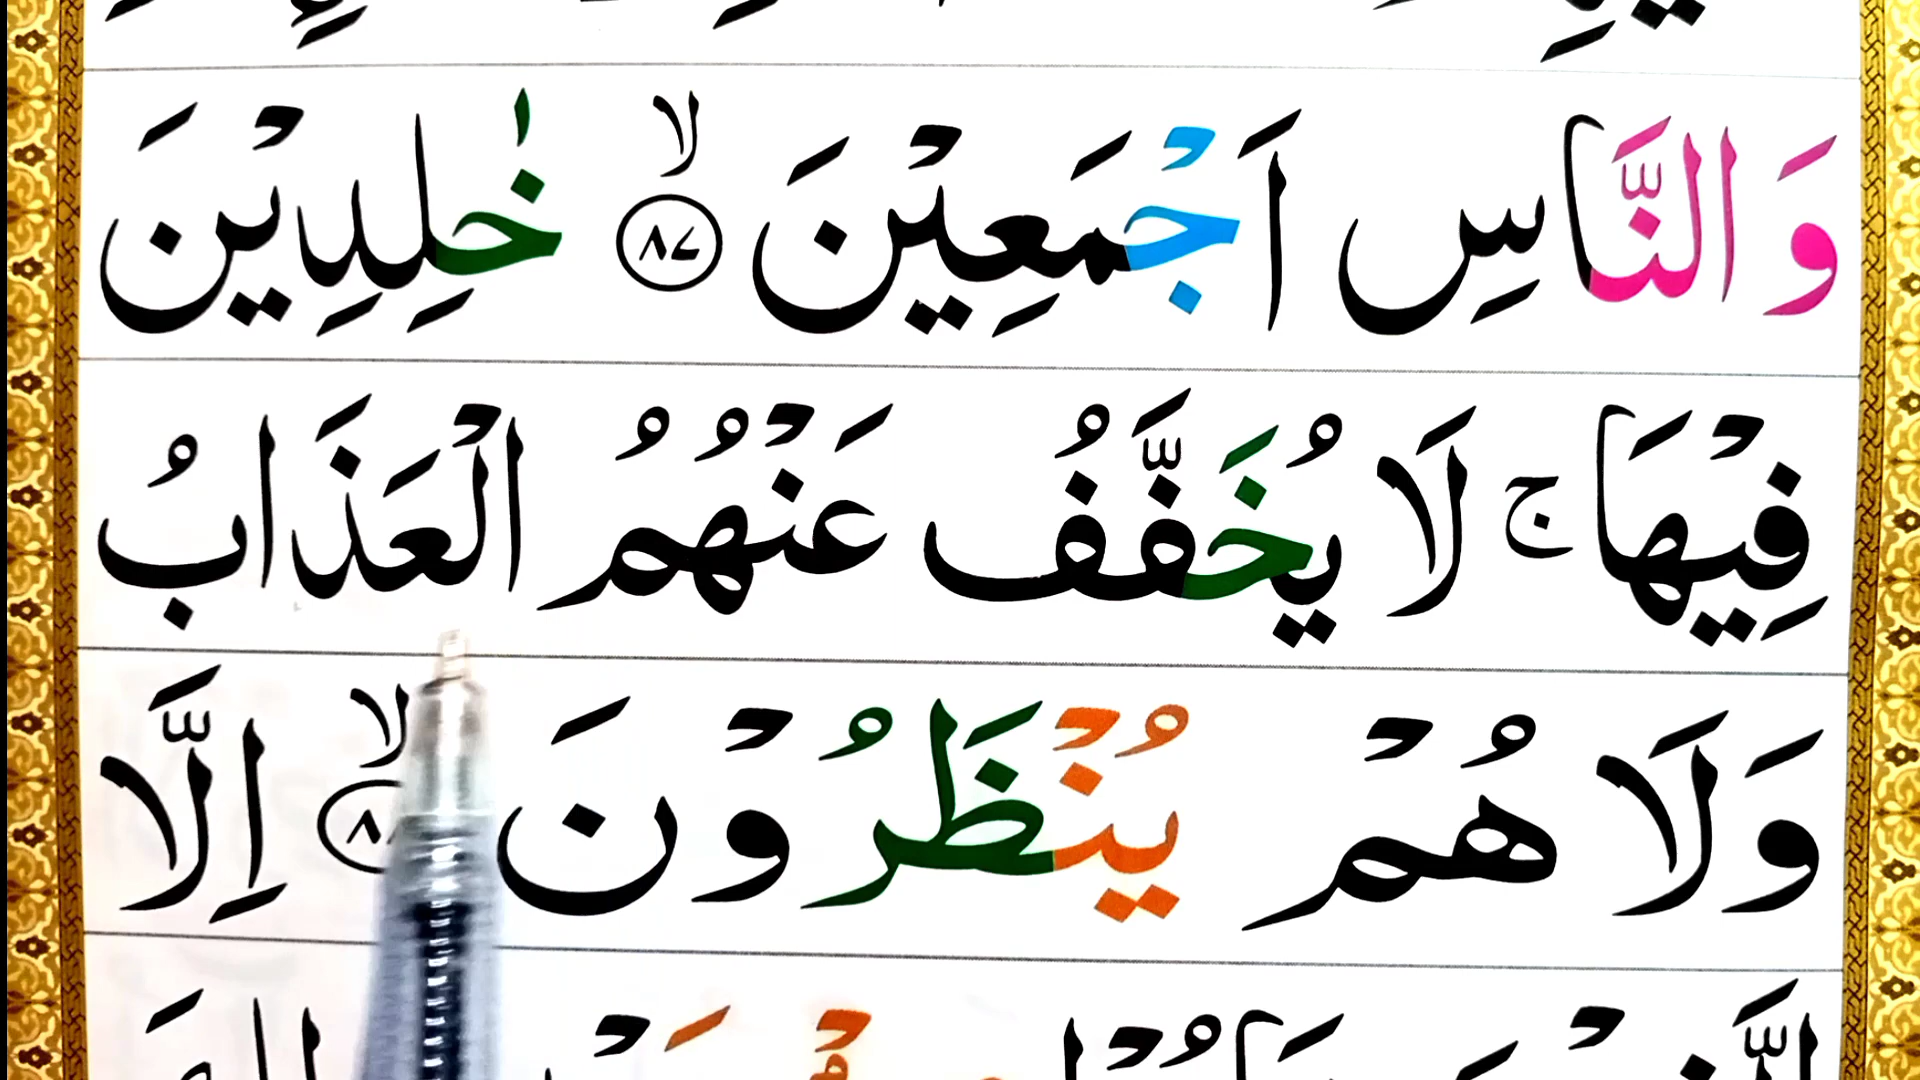 وَالنَّاسِ اَجْمَعِيْنَ ۙ﴿۸۷﴾ خٰلِدِيْنَ
فِيْهَا ۚ لَا يُخَفَّفُ عَنْهُمُ الْعَذَابُ
وَلَا هُمْ يُنْظَرُوْنَ ۙ اِلَّا